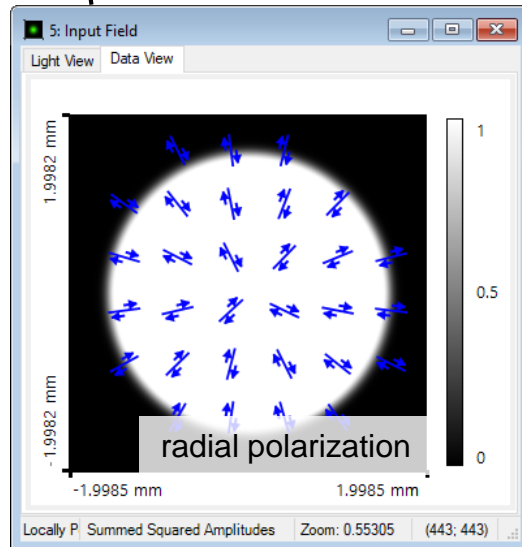 5: Input Field
Light View Data View
1.9982 mm
1
0.5
0
-1.9982 mm
radial polarization
-1.9985 mm 1.9985 mm
Locally P Summed Squared Amplitudes Zoom: 0.55305 (443; 443)